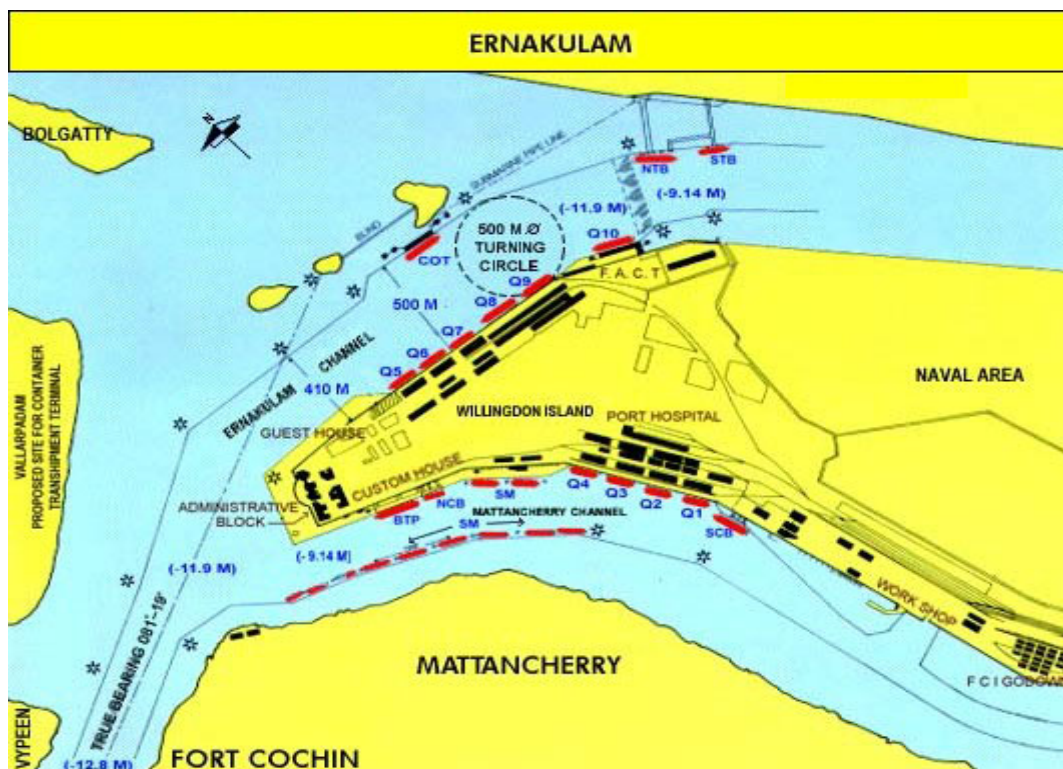 ERNAKULAM
BOLGATTY
N
SUBMARINE PIPE LINE
NTB
STB
(-9.14 M)
(-11.9 M)
BLIND
500 M.Ø
TURNING
CIRCLE
Q10
COT
F. A. C. T
Q9
500 M
Q8
Q7
Q6
Q5
ERNAKULAM CHANNEL
410 M
NAVAL AREA
VALLARPADAM
PROPOSED SITE FOR CONTAINER
TRANSHIPMENT TERMINAL
WILLINGDON ISLAND
PORT HOSPITAL
GUEST HOUSE
CUSTOM HOUSE
Q4
Q3
Q2
Q1
SCB
SM
NCB
BTP
ADMINISTRATIVE
BLOCK
MATTANCHERRY CHANNEL
SM
(- 9.14 M)
(-11.9 M)
WORK SHOP
F C I GODOWN
MATTANCHERRY
TRUE BEARING 081°-19'
VYPEEN
(-12.8 M)
FORT COCHIN